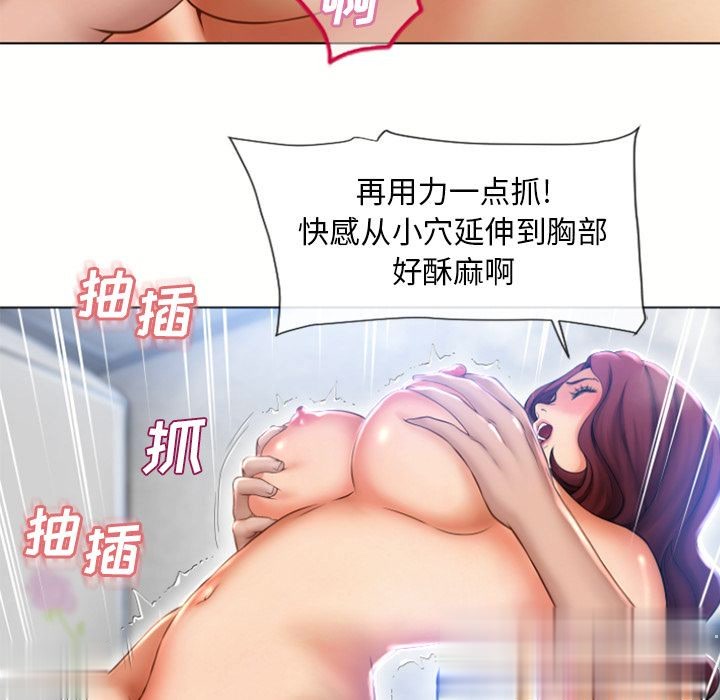 啊
再用力一点抓!
快感从小穴延伸到胸部
好酥麻啊
抽插
抓
抽插